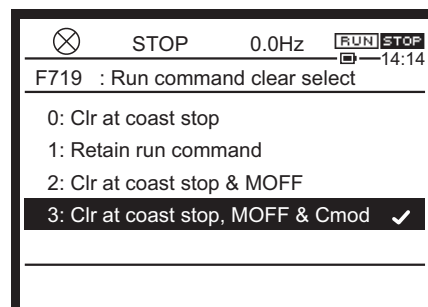 STOP 0.0Hz RUN STOP
14:14
F719 : Run command clear select
0: Clr at coast stop
1: Retain run command
2: Clr at coast stop & MOFF
3: Clr at coast stop, MOFF & Cmod ✓